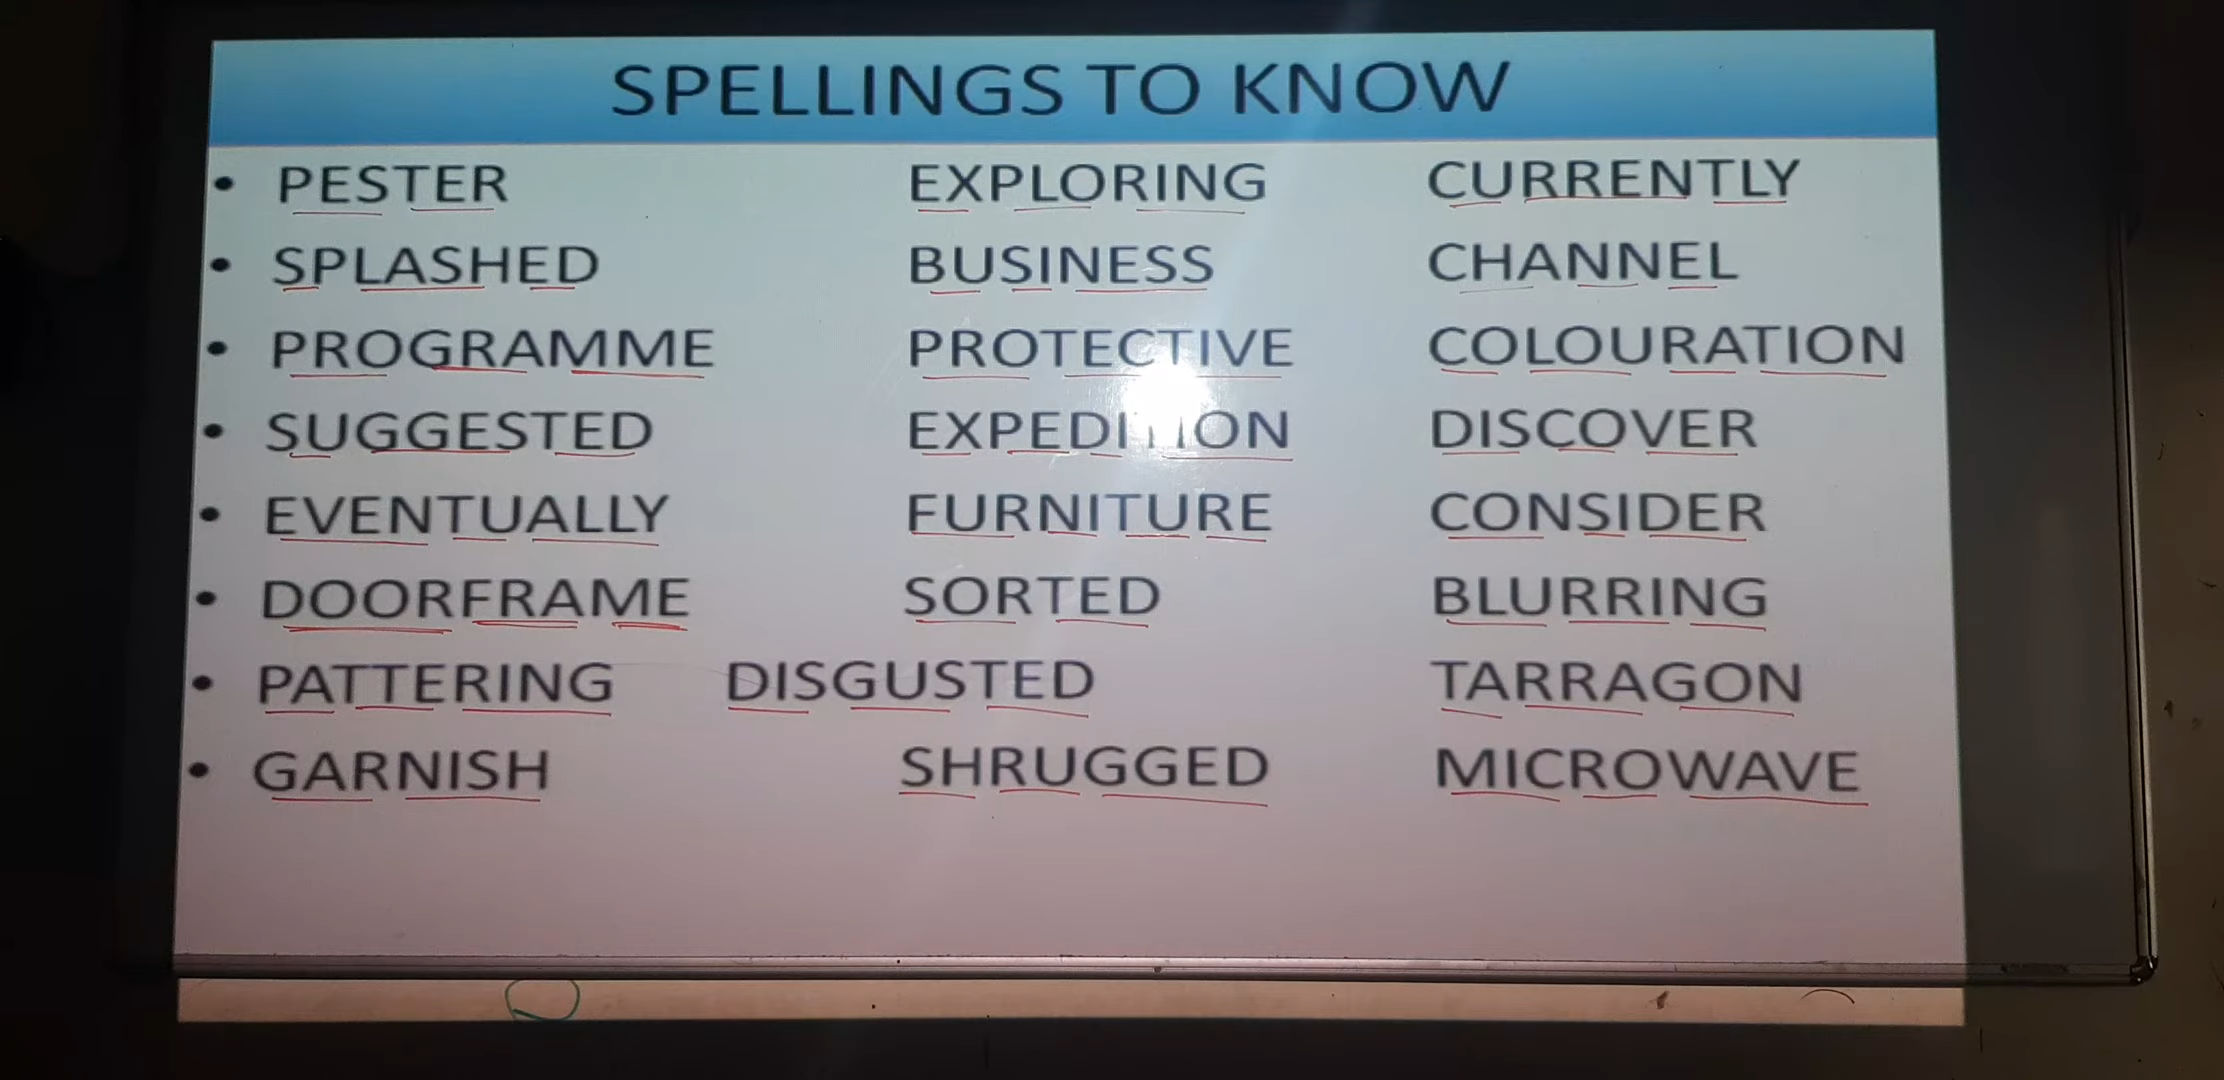 SPELLINGS TO KNOW
• PESTER EXPLORING CURRENTLY
• SPLASHED BUSINESS CHANNEL
• PROGRAMME PROTECTIVE COLOURATION
• SUGGESTED EXPEDITION DISCOVER
• EVENTUALLY FURNITURE CONSIDER
• DOORFRAME SORTED BLURRING
• PATTERING DISGUSTED TARRAGON
• GARNISH SHRUGGED MICROWAVE